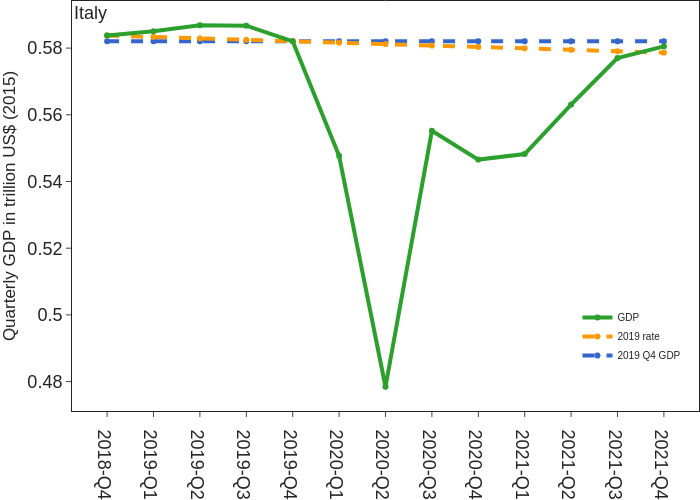 Italy
Quarterly GDP in trillion US$ (2015)
0.58
0.56
0.54
0.52
0.5
0.48
GDP
2019 rate
2019 Q4 GDP
2018-Q4
2019-Q1
2019-Q2
2019-Q3
2019-Q4
2020-Q1
2020-Q2
2020-Q3
2020-Q4
2021-Q1
2021-Q2
2021-Q3
2021-Q4